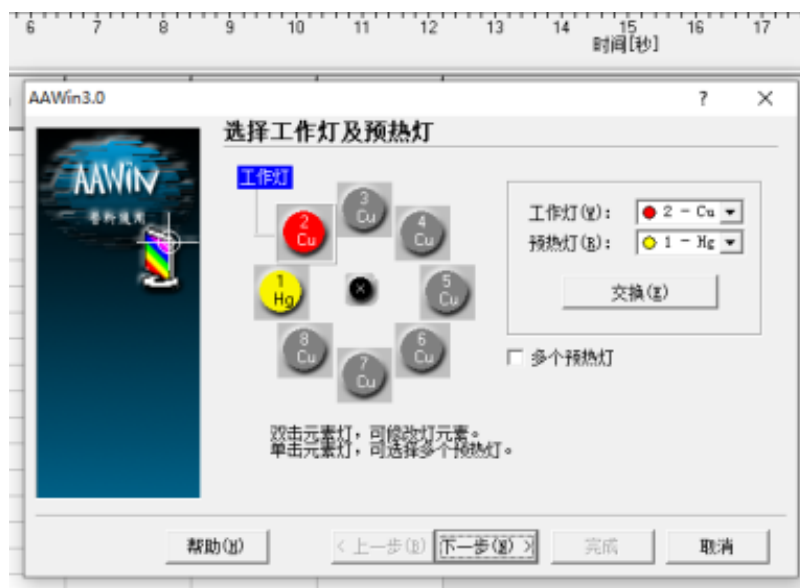 6 7 8 9 10 11 12 13 14 15 16 17
时间[秒]
AAWin3.0 ? ×
选择工作灯及预热灯
AAWiN
普析通用
工作灯
3 Cu
2 Cu
4 Cu
1 Hg
5 Cu
8 Cu
6 Cu
7 Cu
工作灯(W): 2 - Cu
预热灯(R): 1 - Hg
交换(E)
多个预热灯
双击元素灯，可修改灯元素。
单击元素灯，可选择多个预热灯。
帮助(H) < 上一步(B) 下一步(N) > 完成 取消